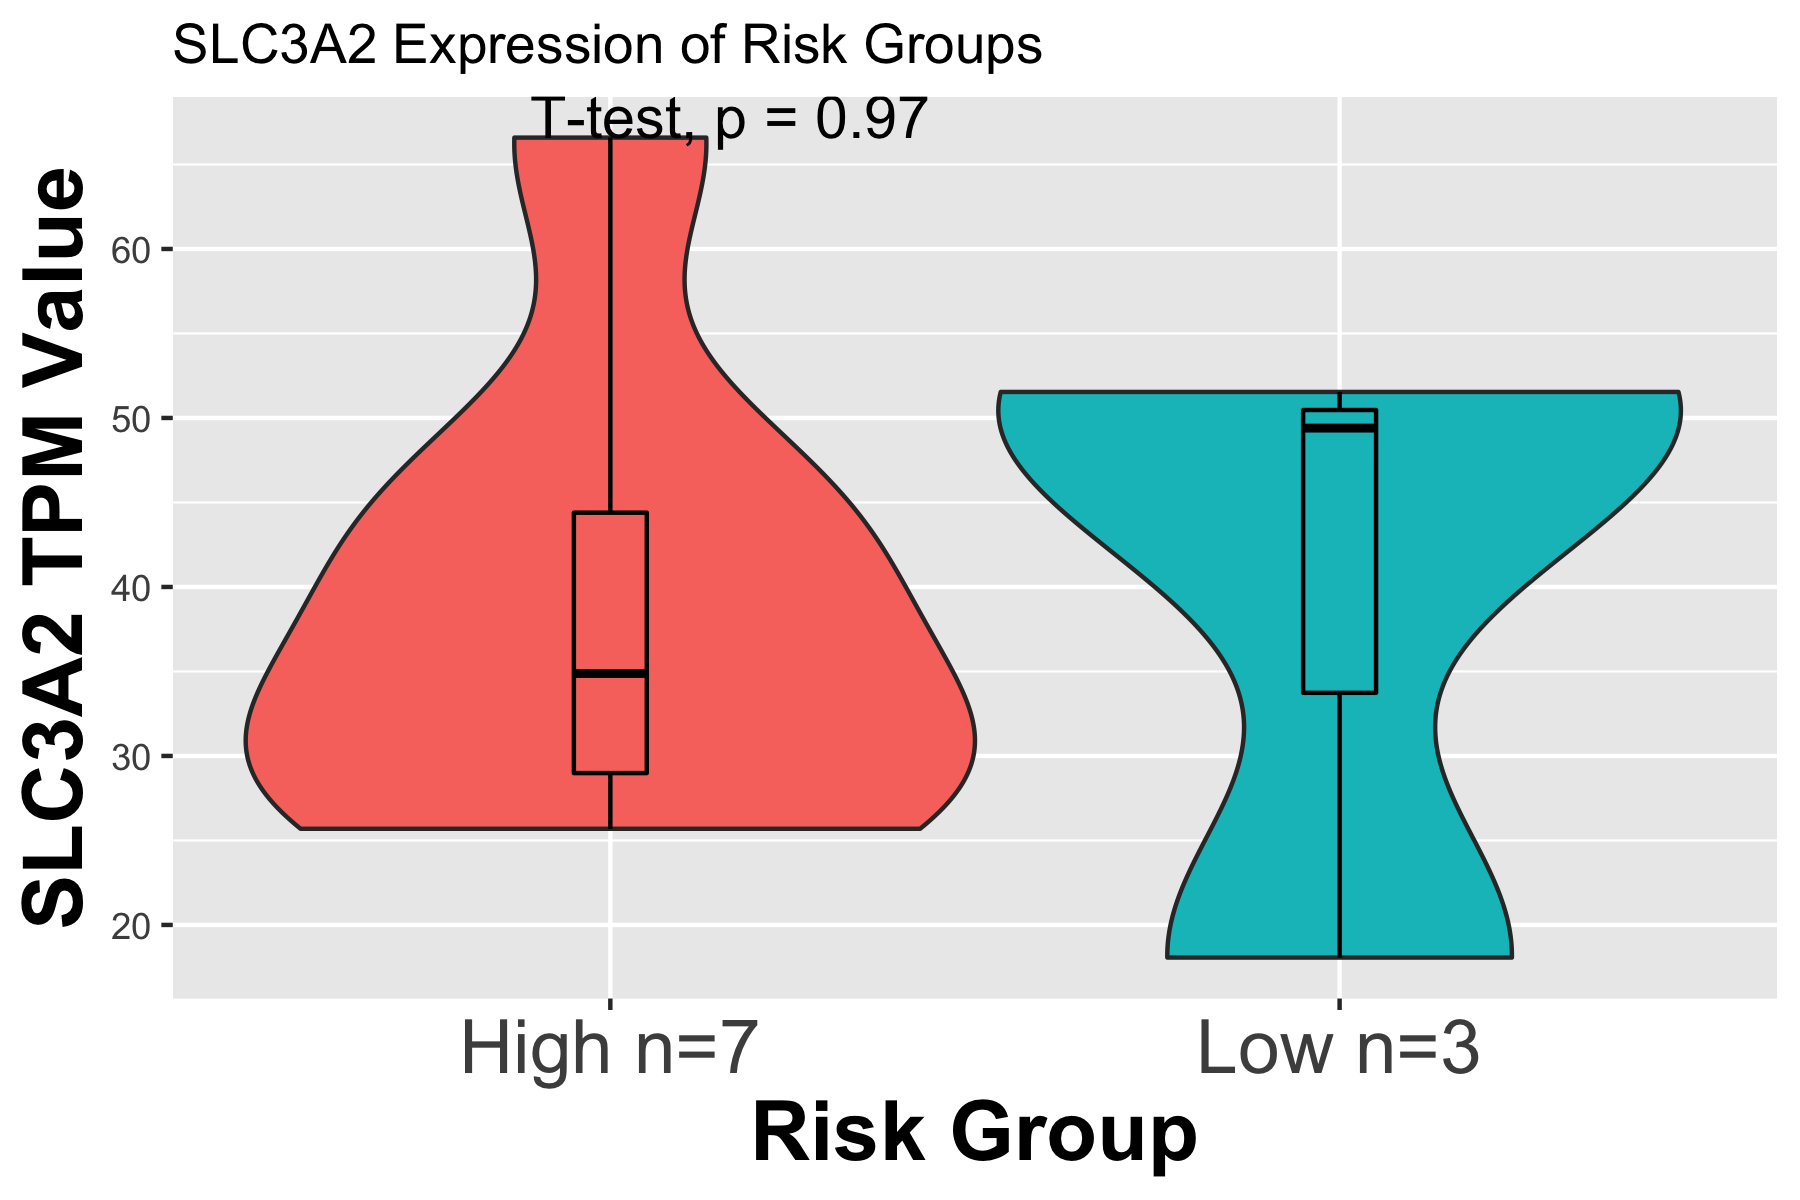 SLC3A2 Expression of Risk Groups
T-test, p = 0.97
SLC3A2 TPM Value
60
50
40
30
20
High n=7
Low n=3
Risk Group